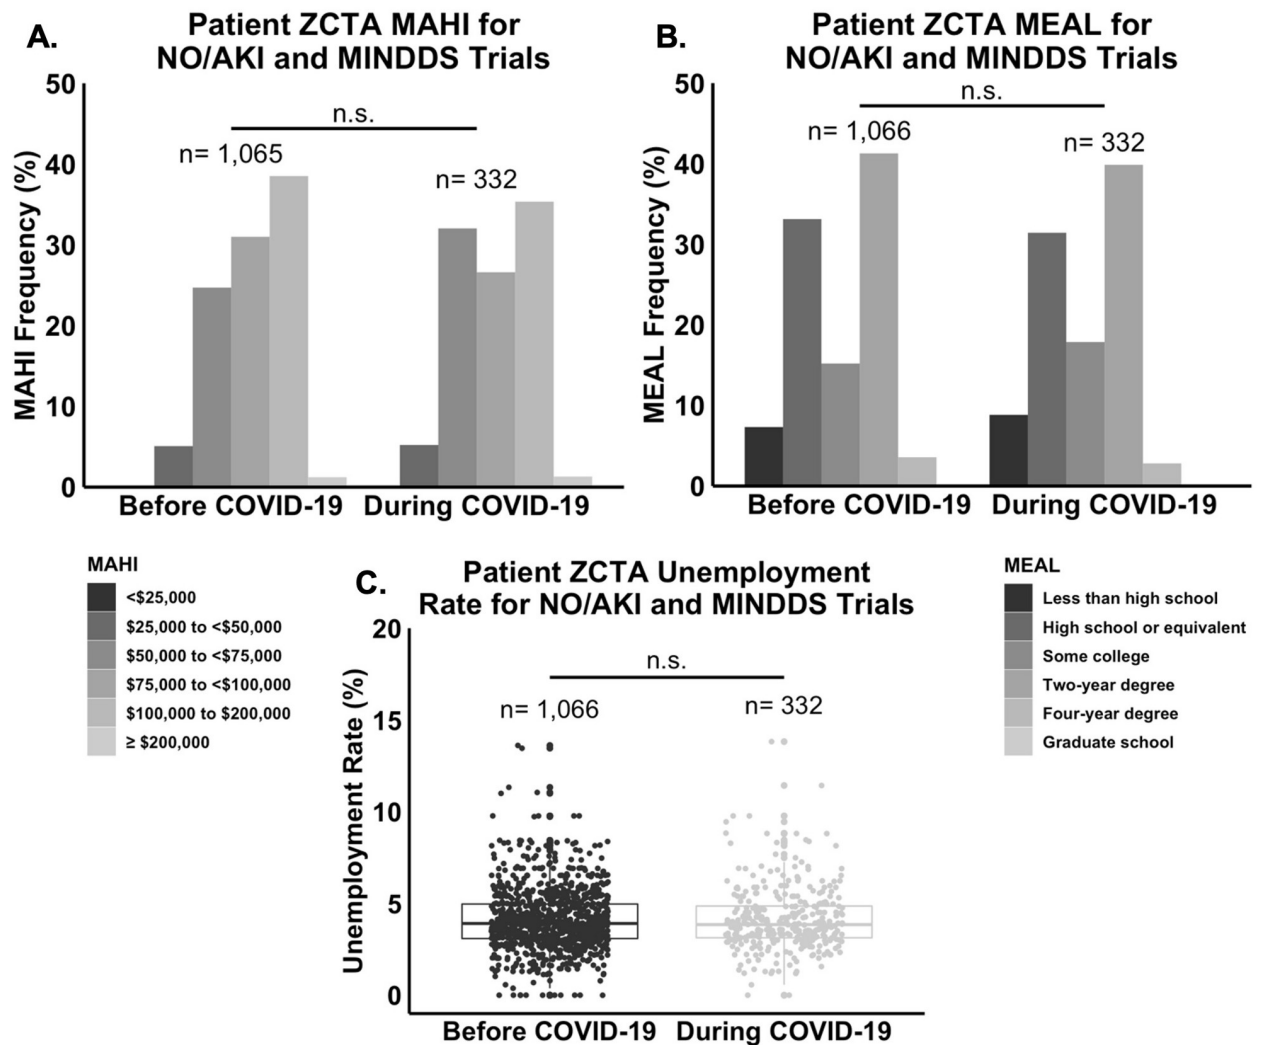 A.
Patient ZCTA MAHI for
NO/AKI and MINDDS Trials
MAHI Frequency (%)
50
40
30
20
10
0
n.s.
n= 1,065
n= 332
Before COVID-19
During COVID-19
B.
Patient ZCTA MEAL for
NO/AKI and MINDDS Trials
MEAL Frequency (%)
50
40
30
20
10
0
n.s.
n= 1,066
n= 332
Before COVID-19
During COVID-19
MAHI
<$25,000
$25,000 to <$50,000
$50,000 to <$75,000
$75,000 to <$100,000
$100,000 to $200,000
≥ $200,000
C.
Patient ZCTA Unemployment
Rate for NO/AKI and MINDDS Trials
Unemployment Rate (%)
20
15
10
5
0
n.s.
n= 1,066
n= 332
Before COVID-19
During COVID-19
MEAL
Less than high school
High school or equivalent
Some college
Two-year degree
Four-year degree
Graduate school